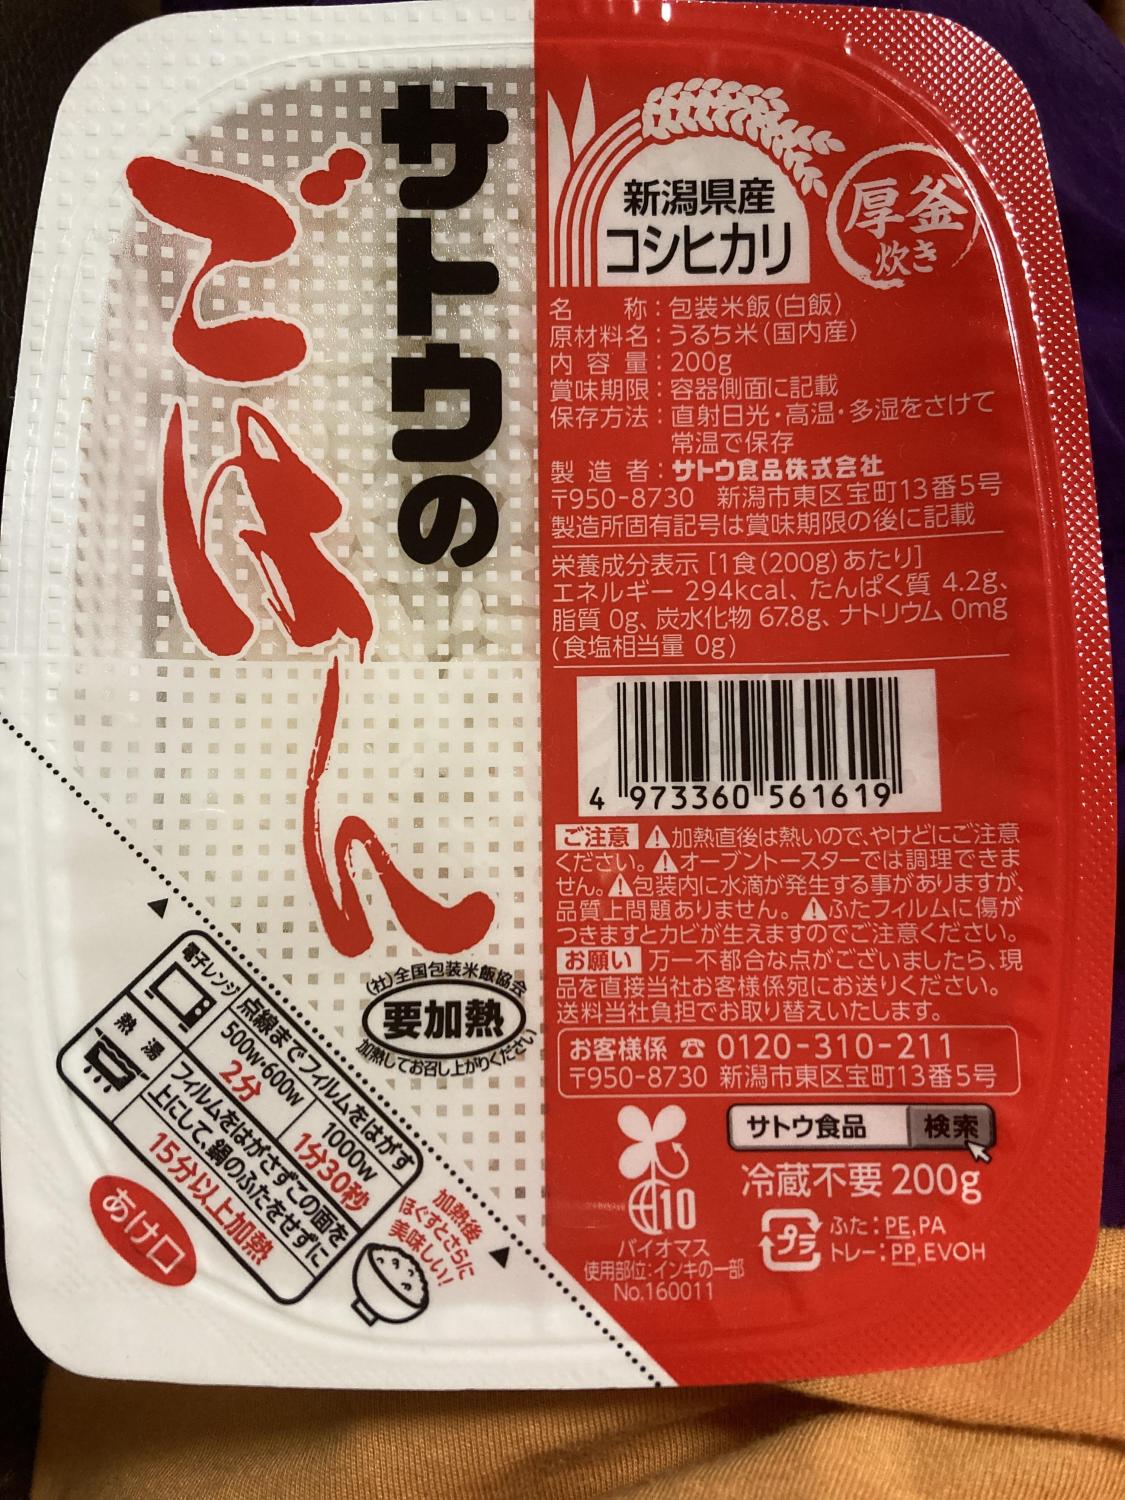 サトウの
ごはん
新潟県産
コシヒカリ
厚釜
炊き
名称：包装米飯（白飯）
原材料名：うるち米（国内産）
内容量：200g
賞味期限：容器側面に記載
保存方法：直射日光・高温・多湿をさけて
常温で保存
製造者：サトウ食品株式会社
〒950-8730 新潟市東区宝町13番5号
製造所固有記号は賞味期限の後に記載
栄養成分表示［1食(200g)あたり］
エネルギー 294kcal、たんぱく質 4.2g、
脂質 0g、炭水化物 67.8g、ナトリウム 0mg
（食塩相当量 0g）
4 973360 561619
ご注意 ⚠加熱直後は熱いので、やけどにご注意
ください。⚠オーブントースターでは調理できま
せん。⚠包装内に水滴が発生する事がありますが、
品質上問題ありません。⚠ふたフィルムに傷が
つきますとカビが生えますのでご注意ください。
お願い 万一不都合な点がございましたら、現
品を直接当社お客様係宛にお送りください。
送料当社負担でお取り替えいたします。
お客様係 ☎ 0120-310-211
〒950-8730 新潟市東区宝町13番5号
サトウ食品 検索
冷蔵不要 200g
10
バイオマス
使用部位：インキの一部
No.160011
プラ
ふた：PE,PA
トレー：PP,EVOH
(社)全国包装米飯協会
要加熱
加熱してお召し上がりください
電子レンジ
点線までフィルムをはがす
500w・600w
2分
1000w
1分30秒
熱湯
フィルムをはがさずこの面を
上にして、鍋のふたをせずに
15分以上加熱
あけ口
加熱後
ほぐすとさらに
美味しい！